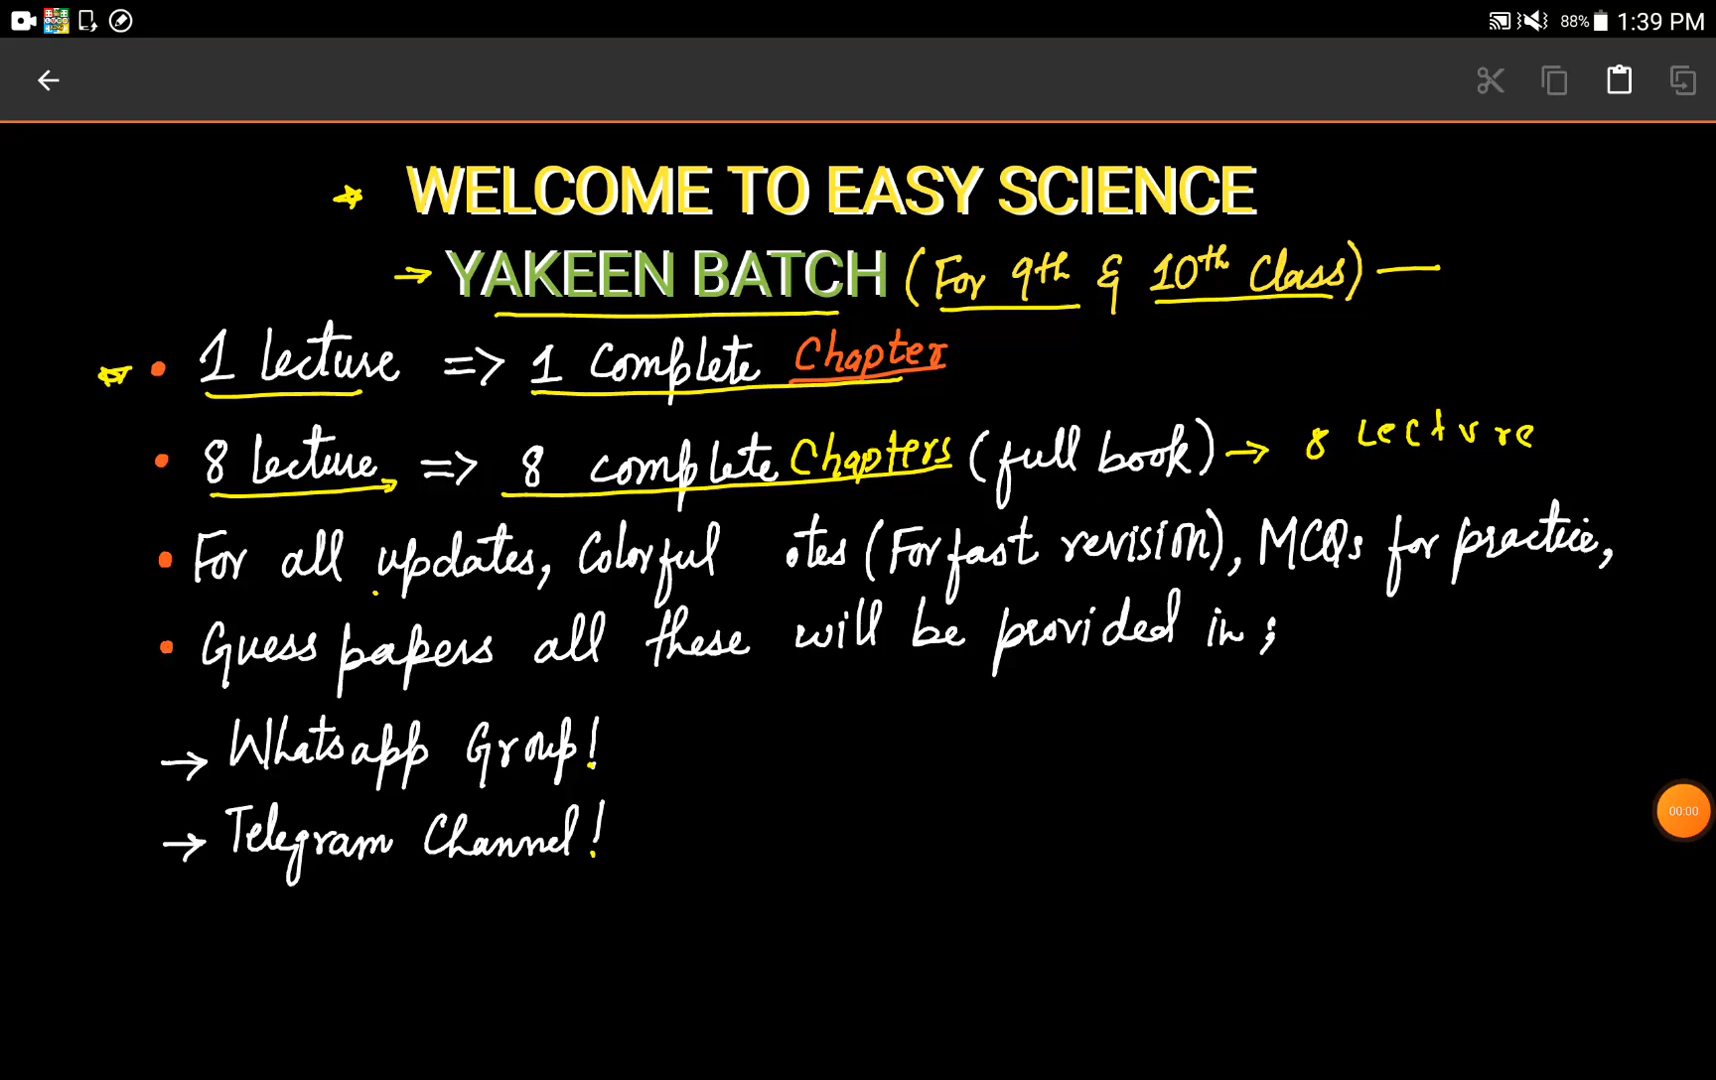 88% 1:39 PM
WELCOME TO EASY SCIENCE
→ YAKEEN BATCH (For 9th & 10th Class) —
• 1 lecture => 1 complete Chapter
• 8 lecture => 8 complete Chapters (full book) → 8 Lecture
• For all updates, Colorful otes (For fast revision), MCQs for practice,
• Guess papers all these will be provided in ;
→ Whatsapp Group!
→ Telegram Channel!
00:00